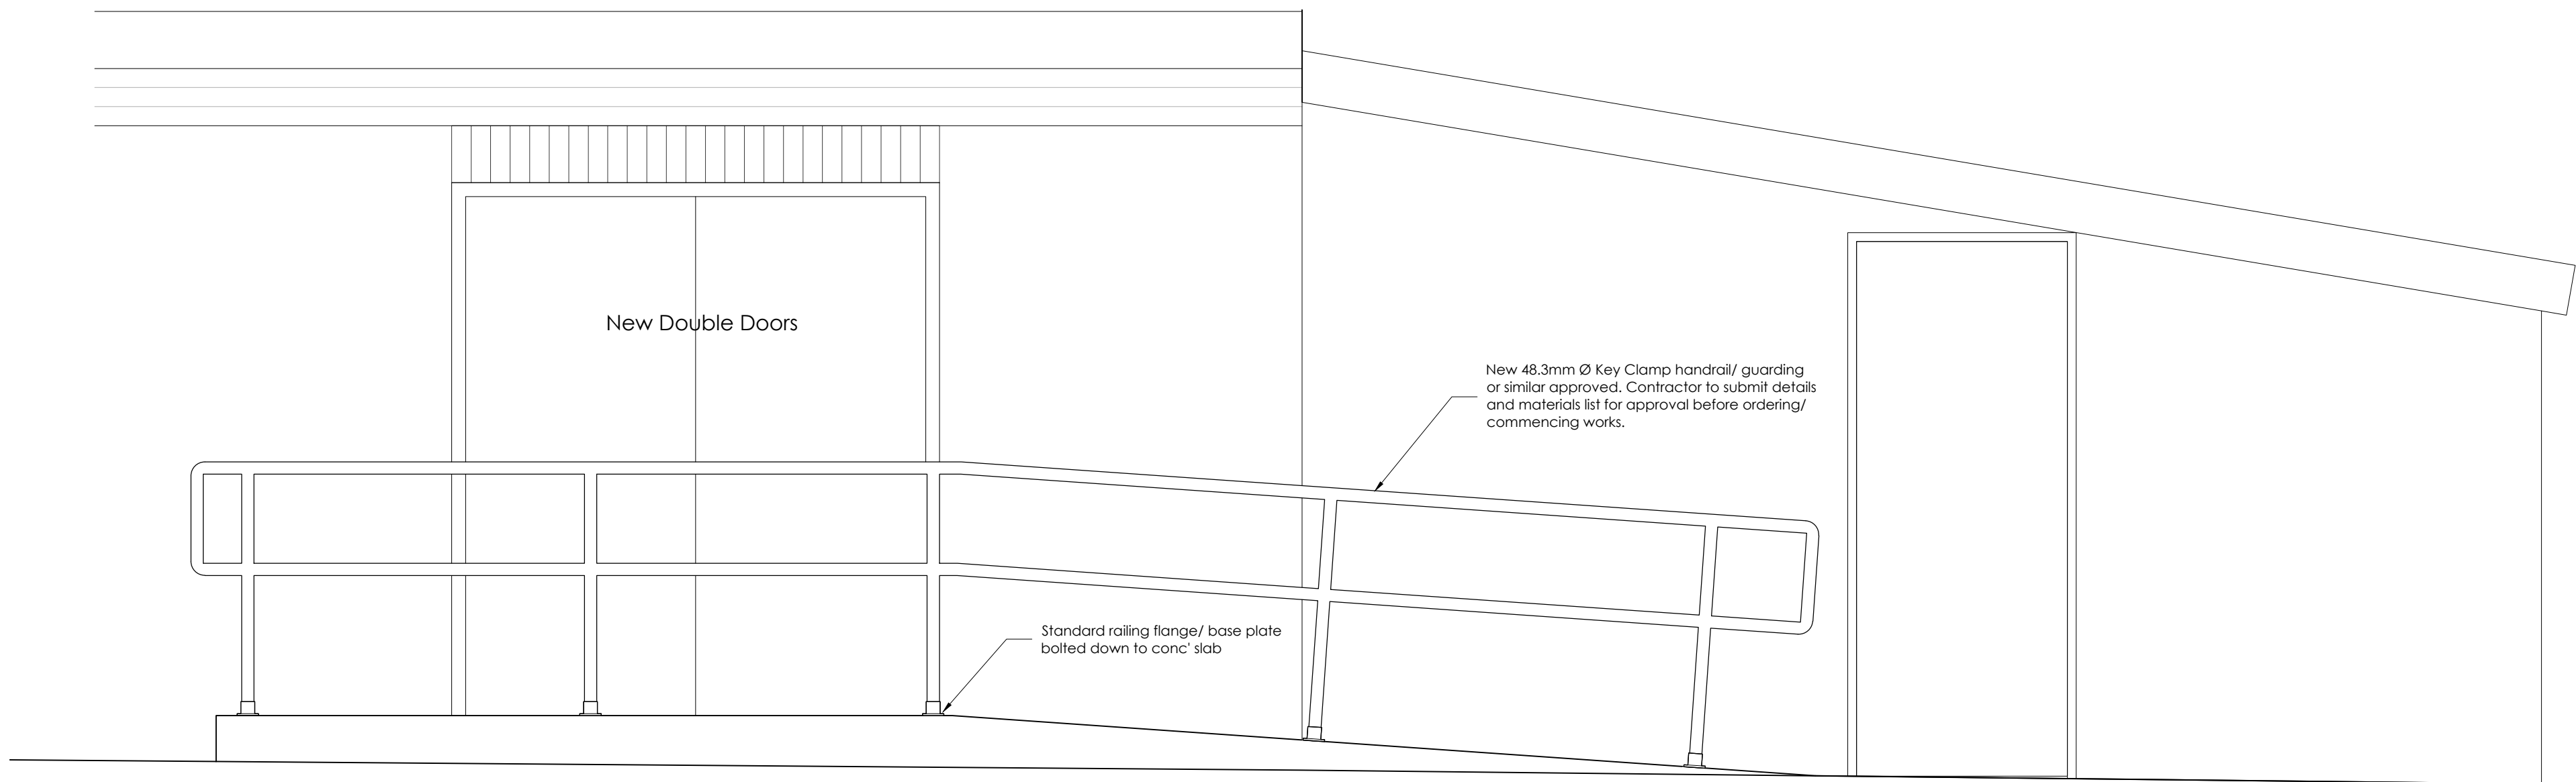 New Double Doors
New 48.3mm Ø Key Clamp handrail/ guarding
or similar approved. Contractor to submit details
and materials list for approval before ordering/
commencing works.
Standard railing flange/ base plate
bolted down to conc' slab